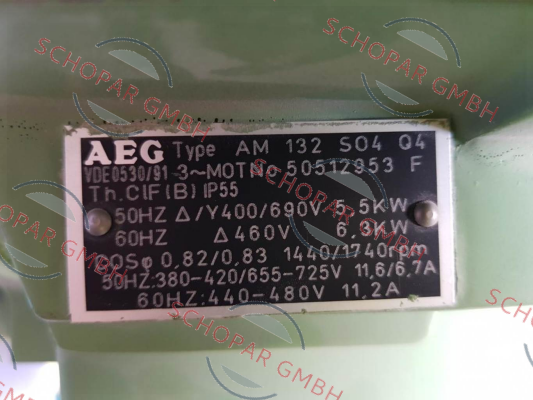 AEG Type AM 132 SO4 Q4
VDE0530/91 3~MOTNo 50512953 F
Th.ClF(B) IP55
50HZ Δ/Y400/690V 5.5KW
60HZ Δ460V 6.3KW
COSφ 0,82/0,83 1440/1740rpm
50HZ:380-420/655-725V 11,6/6,7A
60HZ:440-480V 11.2A
SCHOPAR GMBH
SCHOPAR GMBH
SCHOPAR GMBH
SCHOPAR GMBH
SCHOPAR GMBH